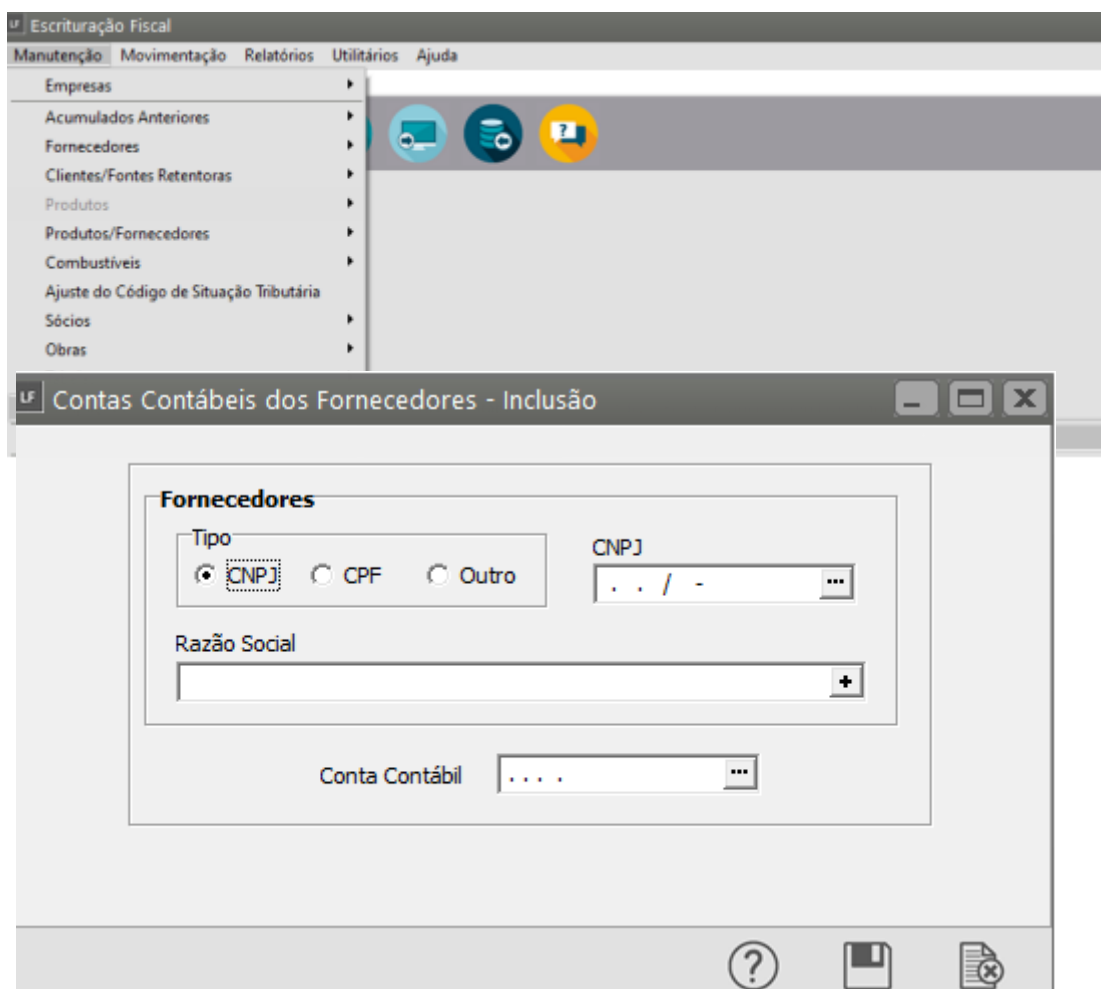 LF Escrituração Fiscal
Manutenção Movimentação Relatórios Utilitários Ajuda
Empresas
Acumulados Anteriores
Fornecedores
Clientes/Fontes Retentoras
Produtos
Produtos/Fornecedores
Combustíveis
Ajuste do Código de Situação Tributária
Sócios
Obras
LF Contas Contábeis dos Fornecedores - Inclusão
Fornecedores
Tipo
CNPJ CPF Outro
CNPJ
. . / - ...
Razão Social
+
Conta Contábil . . . . ...
?